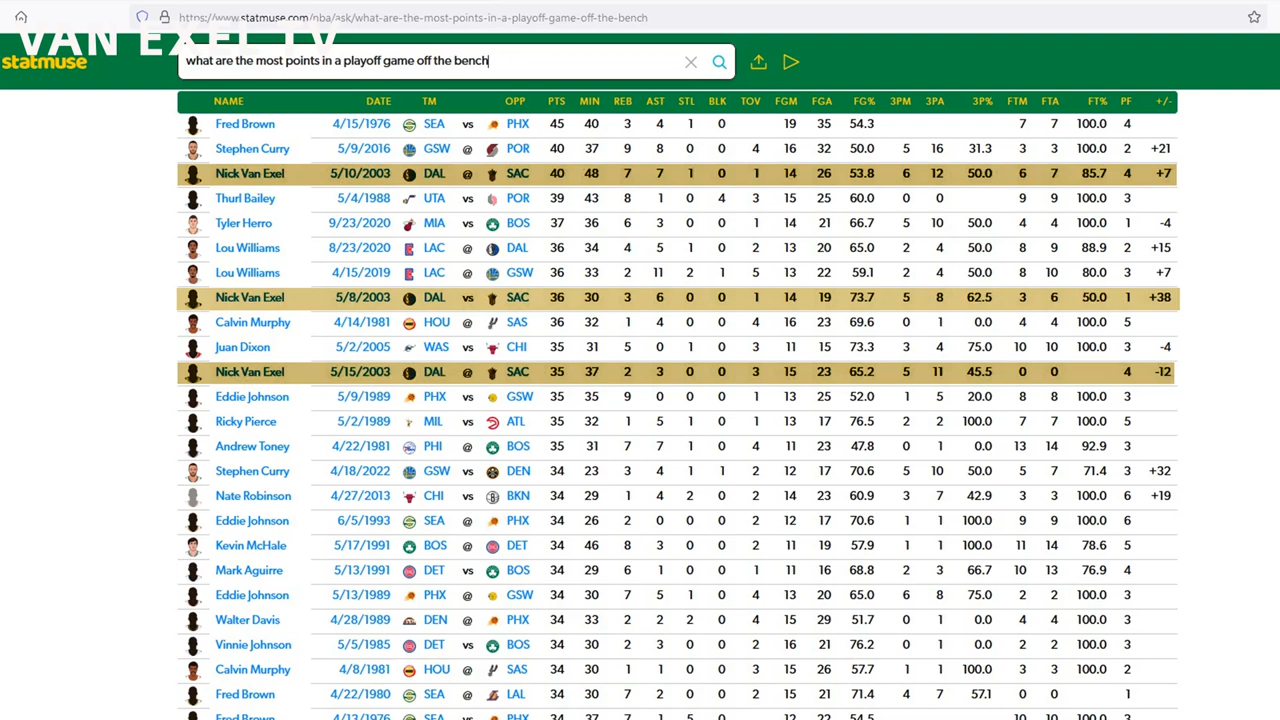 https://www.statmuse.com/nba/ask/what-are-the-most-points-in-a-playoff-game-off-the-bench
VAN EXEL TV
statmuse
what are the most points in a playoff game off the bench
NAME DATE TM OPP PTS MIN REB AST STL BLK TOV FGM FGA FG% 3PM 3PA 3P% FTM FTA FT% PF +/-
Fred Brown 4/15/1976 SEA vs PHX 45 40 3 4 1 0 19 35 54.3 7 7 100.0 4
Stephen Curry 5/9/2016 GSW @ POR 40 37 9 8 0 0 4 16 32 50.0 5 16 31.3 3 3 100.0 2 +21
Nick Van Exel 5/10/2003 DAL @ SAC 40 48 7 7 1 0 1 14 26 53.8 6 12 50.0 6 7 85.7 4 +7
Thurl Bailey 5/4/1988 UTA vs POR 39 43 8 1 0 4 3 15 25 60.0 0 0 9 9 100.0 3
Tyler Herro 9/23/2020 MIA vs BOS 37 36 6 3 0 0 1 14 21 66.7 5 10 50.0 4 4 100.0 1 -4
Lou Williams 8/23/2020 LAC @ DAL 36 34 4 5 1 0 2 13 20 65.0 2 4 50.0 8 9 88.9 2 +15
Lou Williams 4/15/2019 LAC @ GSW 36 33 2 11 2 1 5 13 22 59.1 2 4 50.0 8 10 80.0 3 +7
Nick Van Exel 5/8/2003 DAL vs SAC 36 30 3 6 0 0 1 14 19 73.7 5 8 62.5 3 6 50.0 1 +38
Calvin Murphy 4/14/1981 HOU @ SAS 36 32 1 4 0 0 4 16 23 69.6 0 1 0.0 4 4 100.0 5
Juan Dixon 5/2/2005 WAS vs CHI 35 31 5 0 1 0 3 11 15 73.3 3 4 75.0 10 10 100.0 3 -4
Nick Van Exel 5/15/2003 DAL @ SAC 35 37 2 3 0 0 3 15 23 65.2 5 11 45.5 0 0 4 -12
Eddie Johnson 5/9/1989 PHX vs GSW 35 35 9 0 0 0 1 13 25 52.0 1 5 20.0 8 8 100.0 3
Ricky Pierce 5/2/1989 MIL vs ATL 35 32 1 5 1 0 1 13 17 76.5 2 2 100.0 7 7 100.0 5
Andrew Toney 4/22/1981 PHI @ BOS 35 31 7 7 1 0 4 11 23 47.8 0 1 0.0 13 14 92.9 3
Stephen Curry 4/18/2022 GSW vs DEN 34 23 3 4 1 1 2 12 17 70.6 5 10 50.0 5 7 71.4 3 +32
Nate Robinson 4/27/2013 CHI vs BKN 34 29 1 4 2 0 2 14 23 60.9 3 7 42.9 3 3 100.0 6 +19
Eddie Johnson 6/5/1993 SEA @ PHX 34 26 2 0 0 0 2 12 17 70.6 1 1 100.0 9 9 100.0 6
Kevin McHale 5/17/1991 BOS @ DET 34 46 8 3 0 0 2 11 19 57.9 1 1 100.0 11 14 78.6 5
Mark Aguirre 5/13/1991 DET vs BOS 34 29 6 1 0 0 0 11 16 68.8 2 3 66.7 10 13 76.9 4
Eddie Johnson 5/13/1989 PHX @ GSW 34 30 7 5 1 0 4 13 20 65.0 6 8 75.0 2 2 100.0 3
Walter Davis 4/28/1989 DEN @ PHX 34 33 2 2 2 0 4 15 29 51.7 0 1 0.0 4 4 100.0 3
Vinnie Johnson 5/5/1985 DET vs BOS 34 30 2 3 0 0 2 16 21 76.2 0 1 0.0 2 2 100.0 3
Calvin Murphy 4/8/1981 HOU @ SAS 34 30 1 1 0 0 3 15 26 57.7 1 1 100.0 3 3 100.0 2
Fred Brown 4/22/1980 SEA @ LAL 34 30 7 2 0 0 2 15 21 71.4 4 7 57.1 0 0 1
Fred Brown 4/13/1976 SEA vs PHX 34 37 7 1 5 0 12 22 54.5 10 10 100.0 3